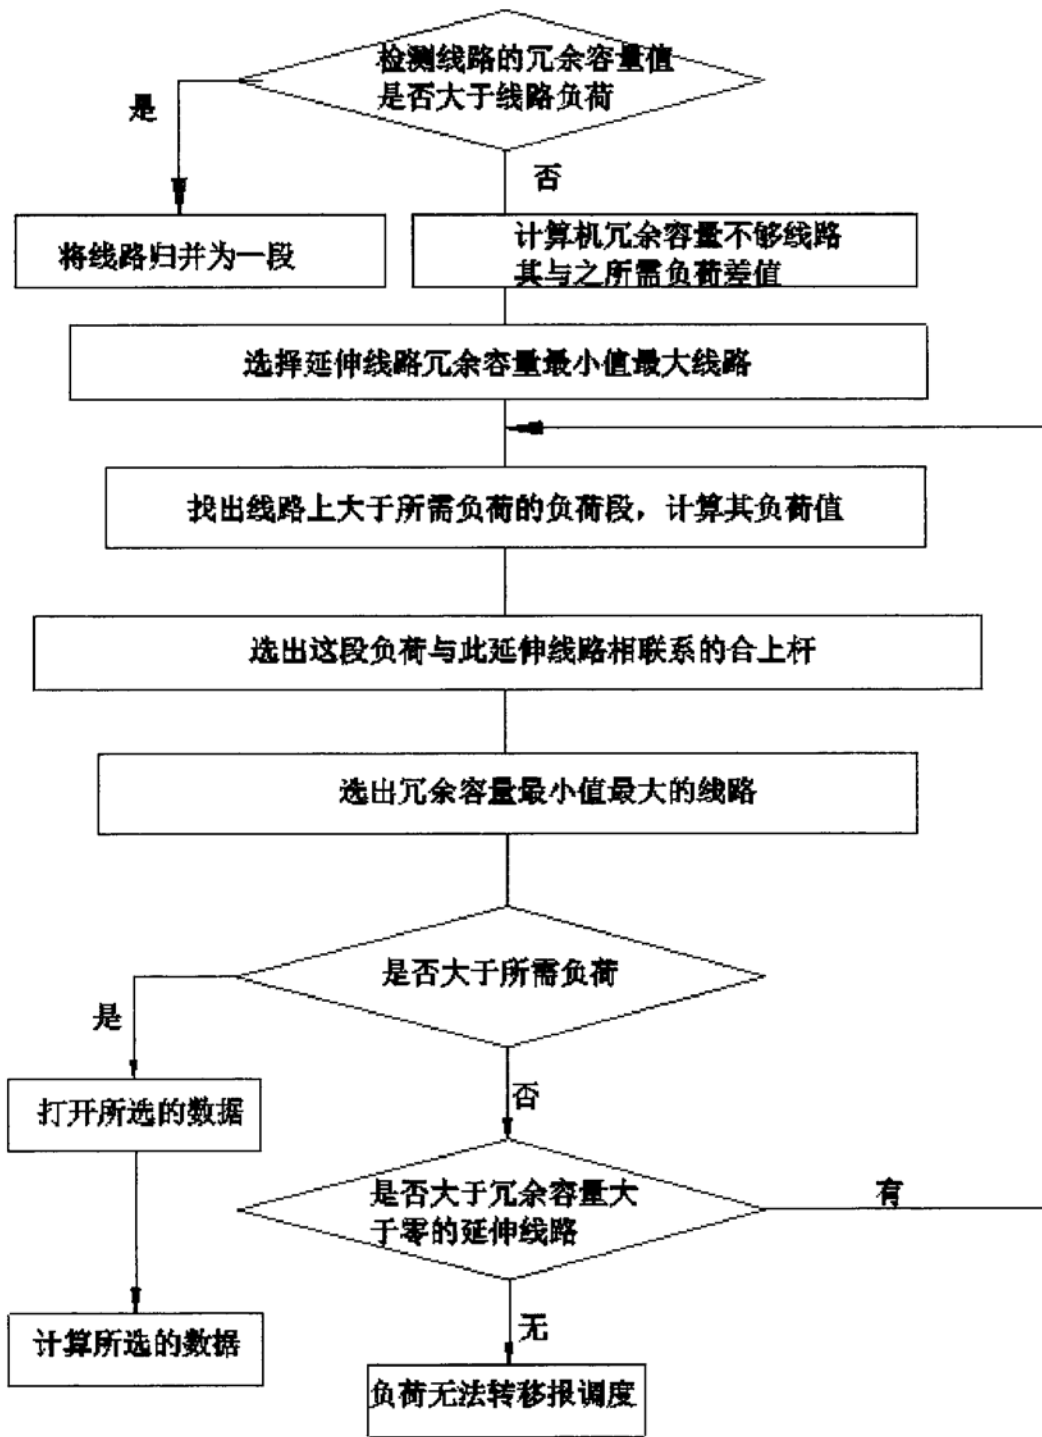 检测线路的冗余容量值
是否大于线路负荷
是
否
将线路归并为一段
计算机冗余容量不够线路
其与之所需负荷差值
选择延伸线路冗余容量最小值最大线路
找出线路上大于所需负荷的负荷段，计算其负荷值
选出这段负荷与此延伸线路相联系的合上杆
选出冗余容量最小值最大的线路
是否大于所需负荷
是
否
打开所选的数据
是否大于冗余容量大
于零的延伸线路
有
计算所选的数据
无
负荷无法转移报调度